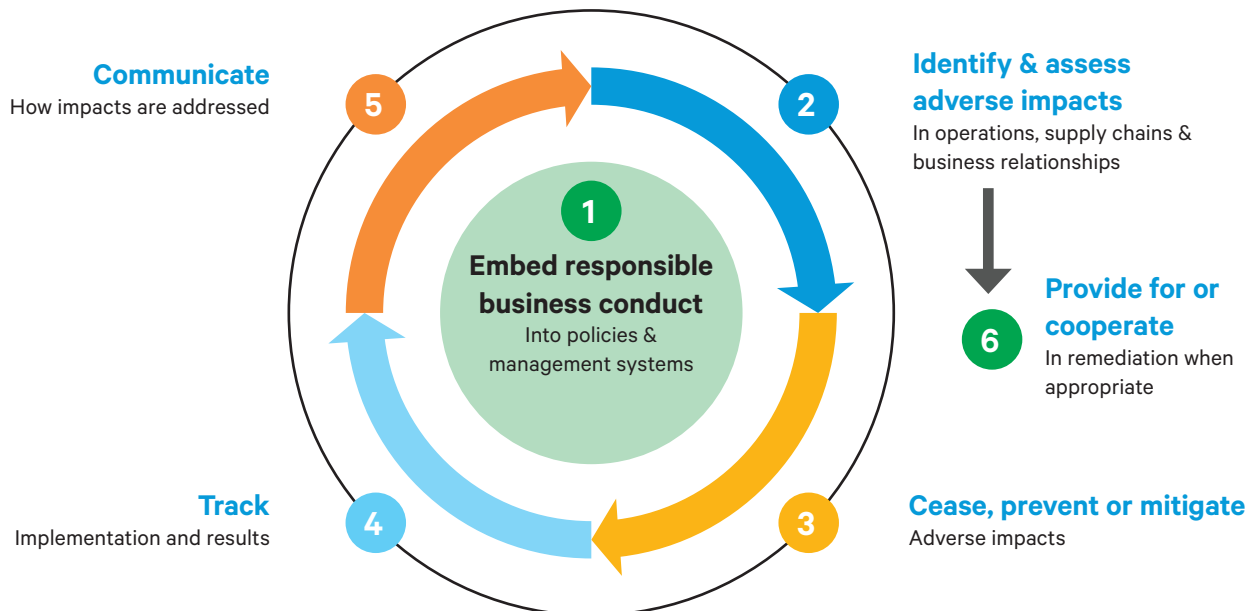 1
Embed responsible
business conduct
Into policies &
management systems
2
Identify & assess
adverse impacts
In operations, supply chains &
business relationships
3
Cease, prevent or mitigate
Adverse impacts
4
Track
Implementation and results
5
Communicate
How impacts are addressed
6
Provide for or
cooperate
In remediation when
appropriate